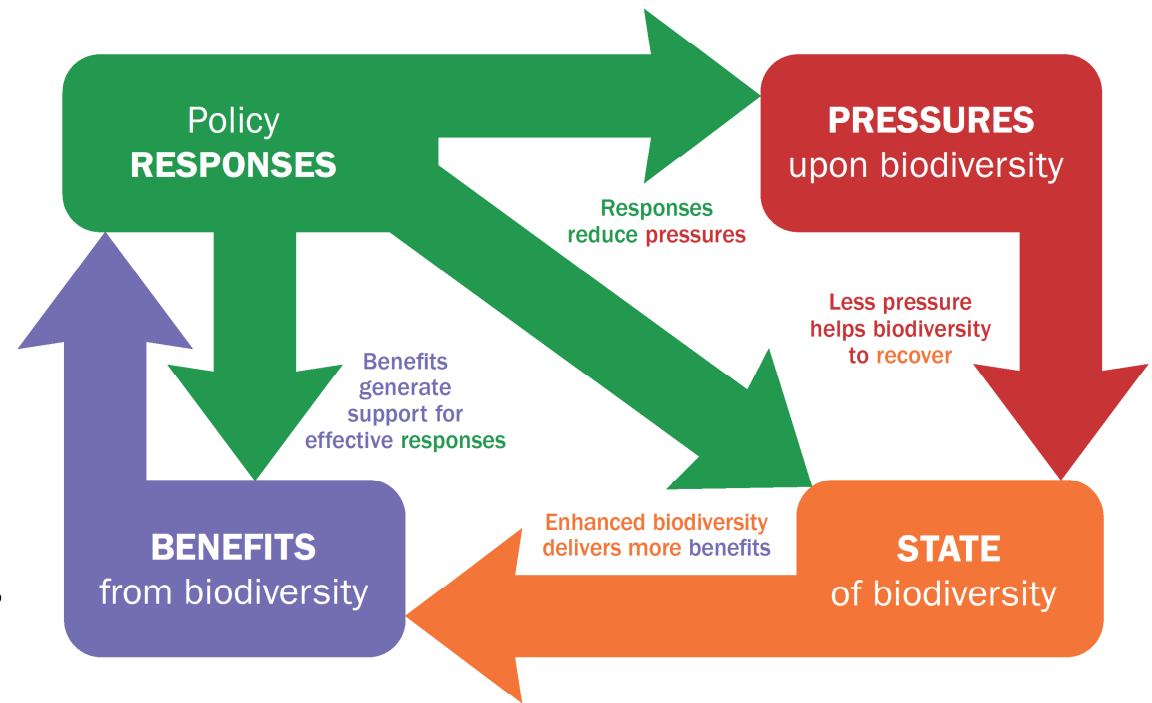 Policy
RESPONSES
PRESSURES
upon biodiversity
Responses
reduce pressures
Less pressure
helps biodiversity
to recover
Benefits
generate
support for
effective responses
Enhanced biodiversity
delivers more benefits
BENEFITS
from biodiversity
STATE
of biodiversity